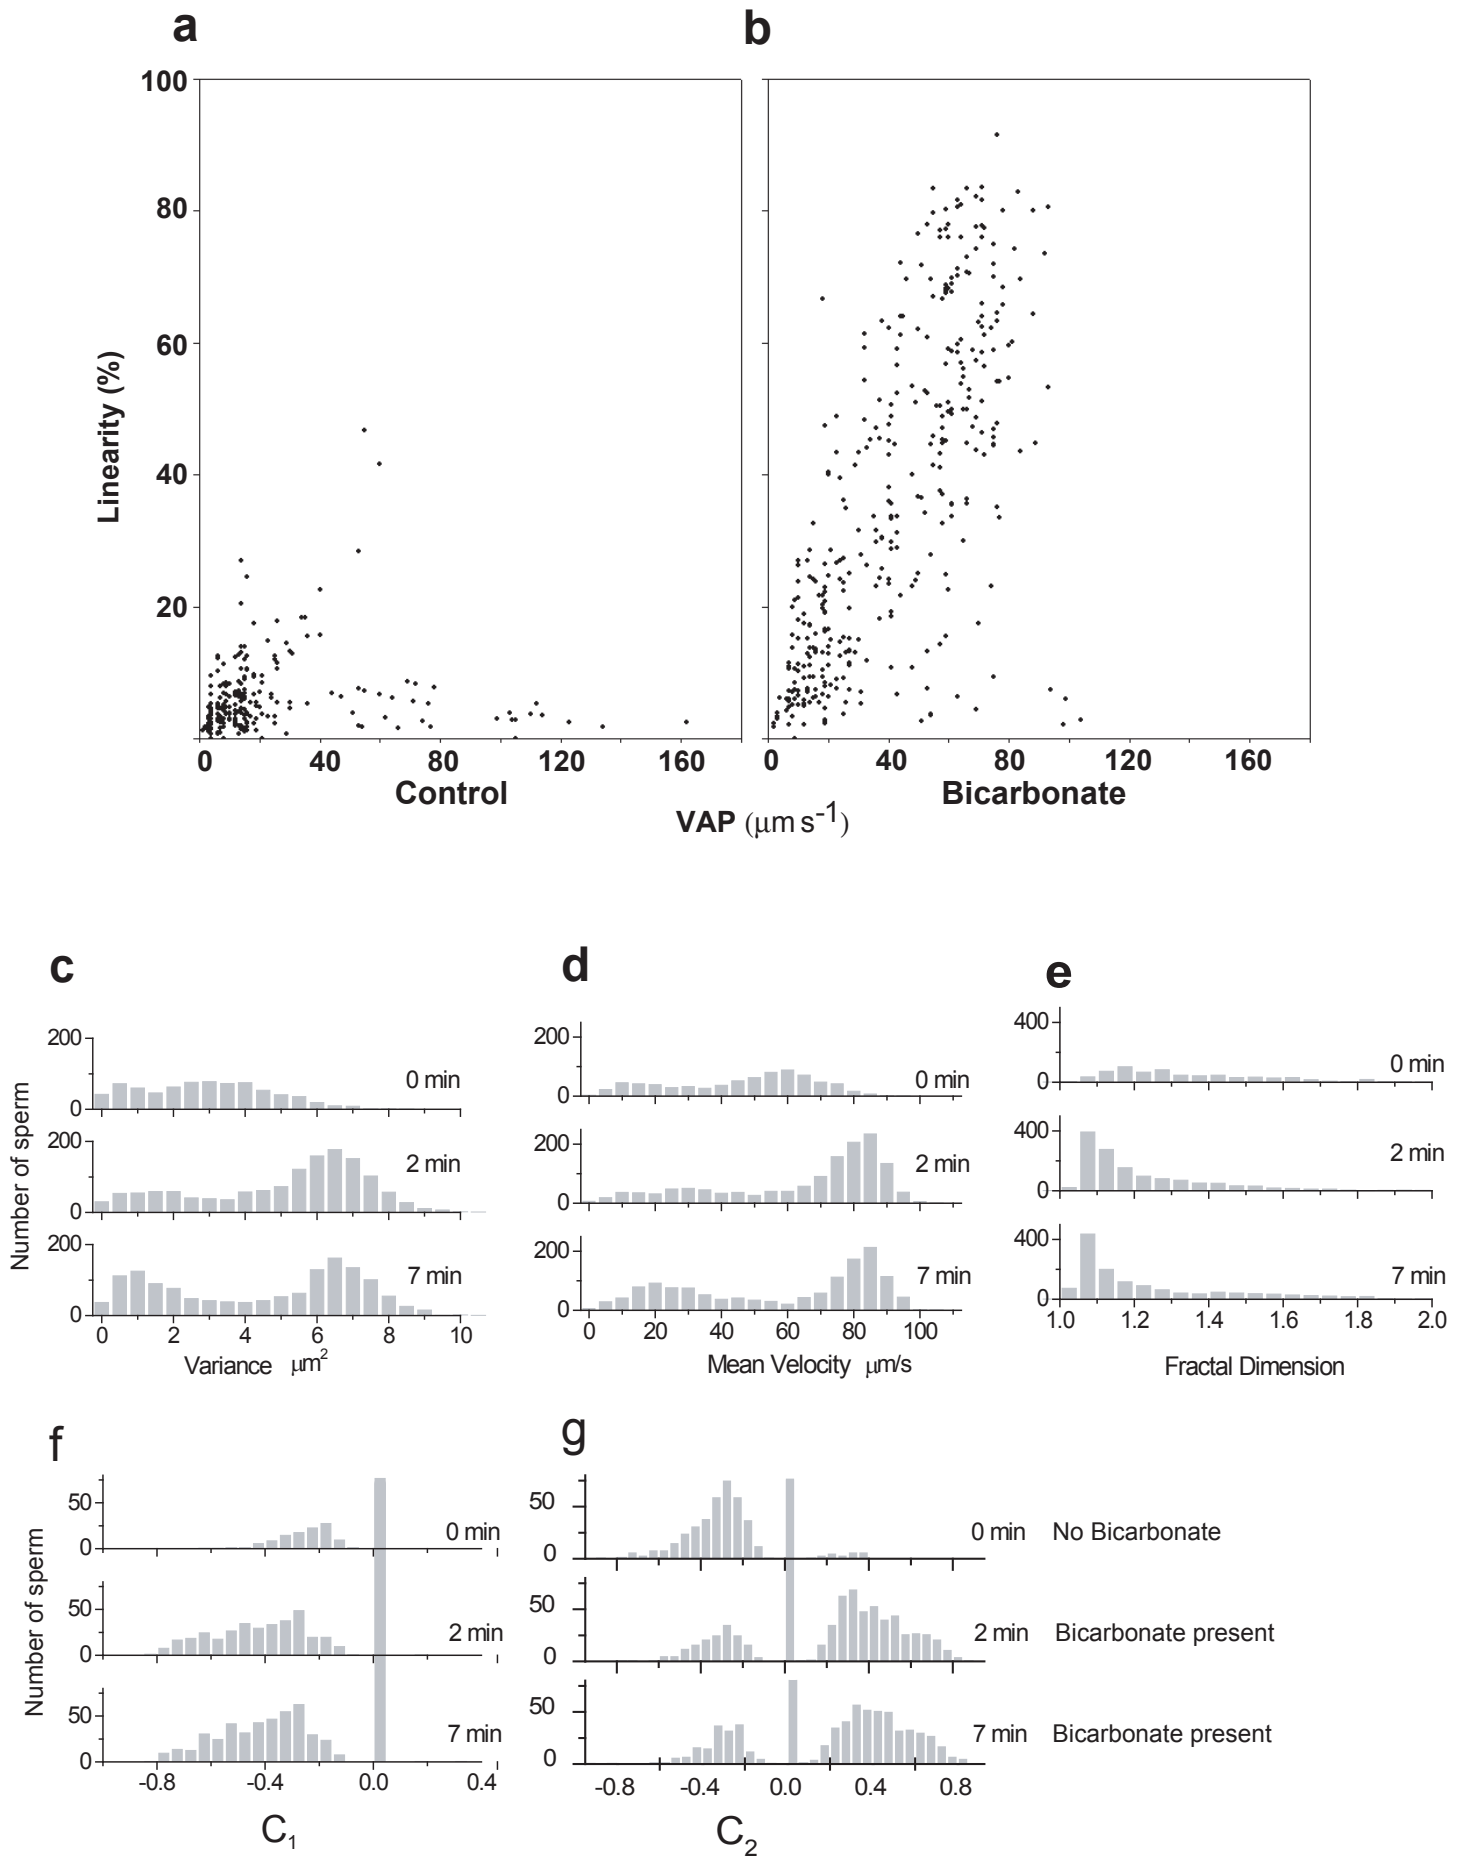 a b
100
80
60
40
20
Linearity (%)
0 40 80 120 160
0 40 80 120 160
Control Bicarbonate
VAP (μm s-1)
c d e
200
0
0 min
200
0
2 min
200
0
7 min
0 2 4 6 8 10
Variance μm2
Number of sperm
200
0
0 min
200
0
2 min
200
0
7 min
0 20 40 60 80 100
Mean Velocity μm/s
400
0
0 min
400
0
2 min
400
0
7 min
1.0 1.2 1.4 1.6 1.8 2.0
Fractal Dimension
f g
50
0
0 min
50
0
2 min
50
0
7 min
-0.8 -0.4 0.0 0.4
C1
Number of sperm
50
0
0 min No Bicarbonate
50
0
2 min Bicarbonate present
50
0
7 min Bicarbonate present
-0.8 -0.4 0.0 0.4 0.8
C2